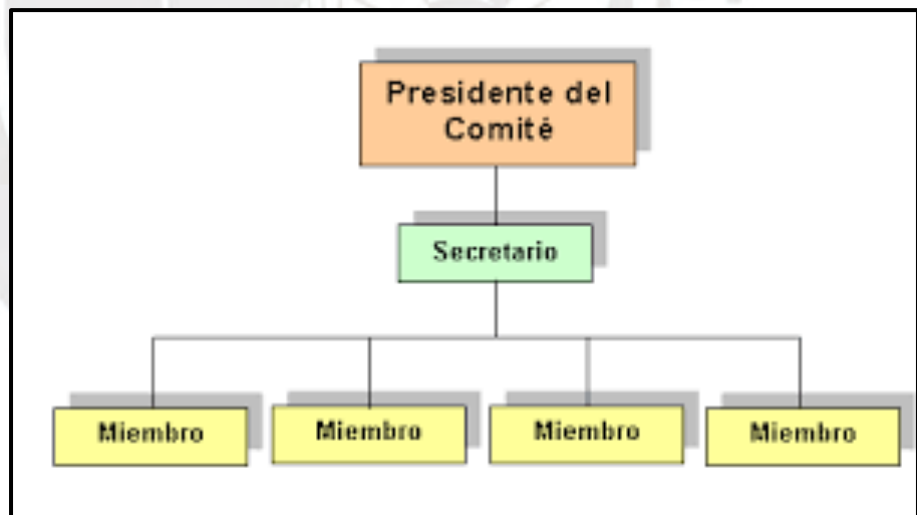 Presidente del
Comité
Secretario
Miembro
Miembro
Miembro
Miembro